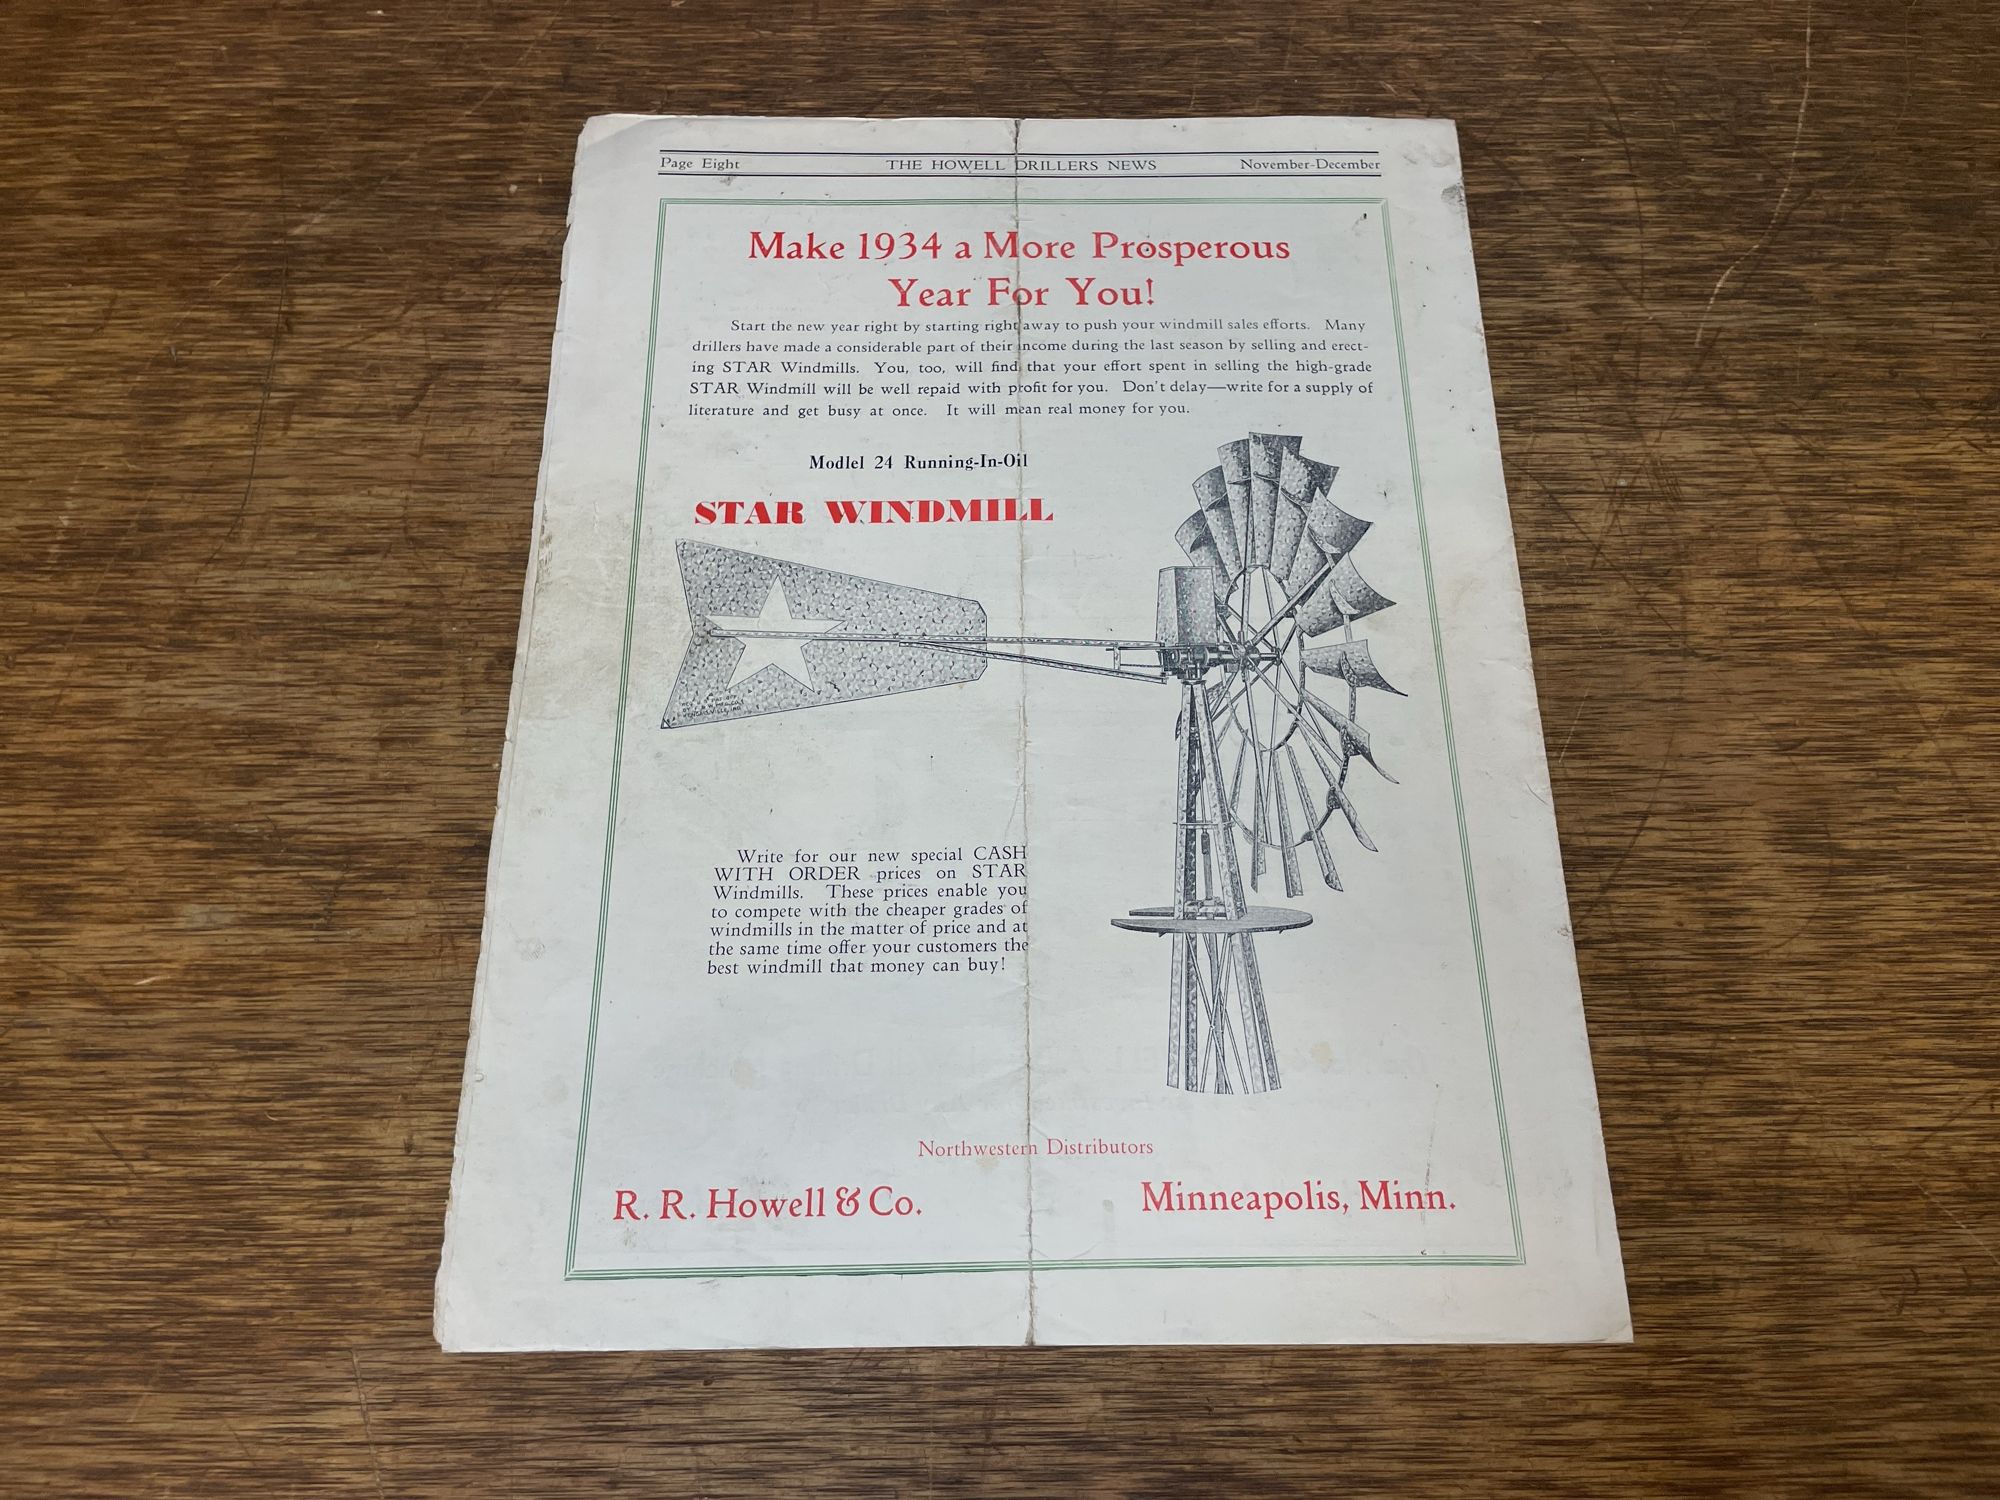 Page Eight THE HOWELL DRILLERS NEWS November-December
Make 1934 a More Prosperous
Year For You!
Start the new year right by starting right away to push your windmill sales efforts. Many
drillers have made a considerable part of their income during the last season by selling and erect-
ing STAR Windmills. You, too, will find that your effort spent in selling the high-grade
STAR Windmill will be well repaid with profit for you. Don't delay—write for a supply of
literature and get busy at once. It will mean real money for you.
Modlel 24 Running-In-Oil
STAR WINDMILL
Write for our new special CASH
WITH ORDER prices on STAR
Windmills. These prices enable you
to compete with the cheaper grades of
windmills in the matter of price and at
the same time offer your customers the
best windmill that money can buy!
Northwestern Distributors
R. R. Howell & Co. Minneapolis, Minn.